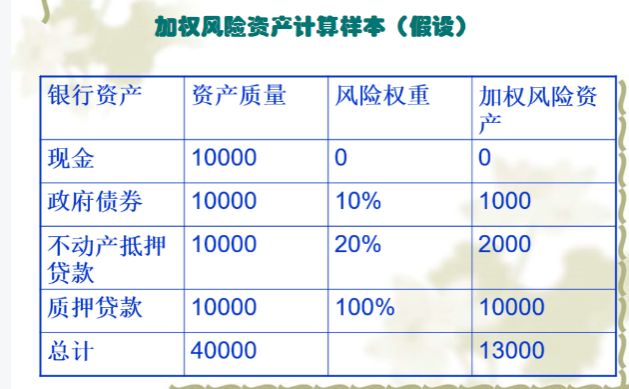 加权风险资产计算样本（假设）
银行资产 资产质量 风险权重 加权风险资
产
现金 10000 0 0
政府债券 10000 10% 1000
不动产抵押 10000 20% 2000
贷款
质押贷款 10000 100% 10000
总计 40000 13000